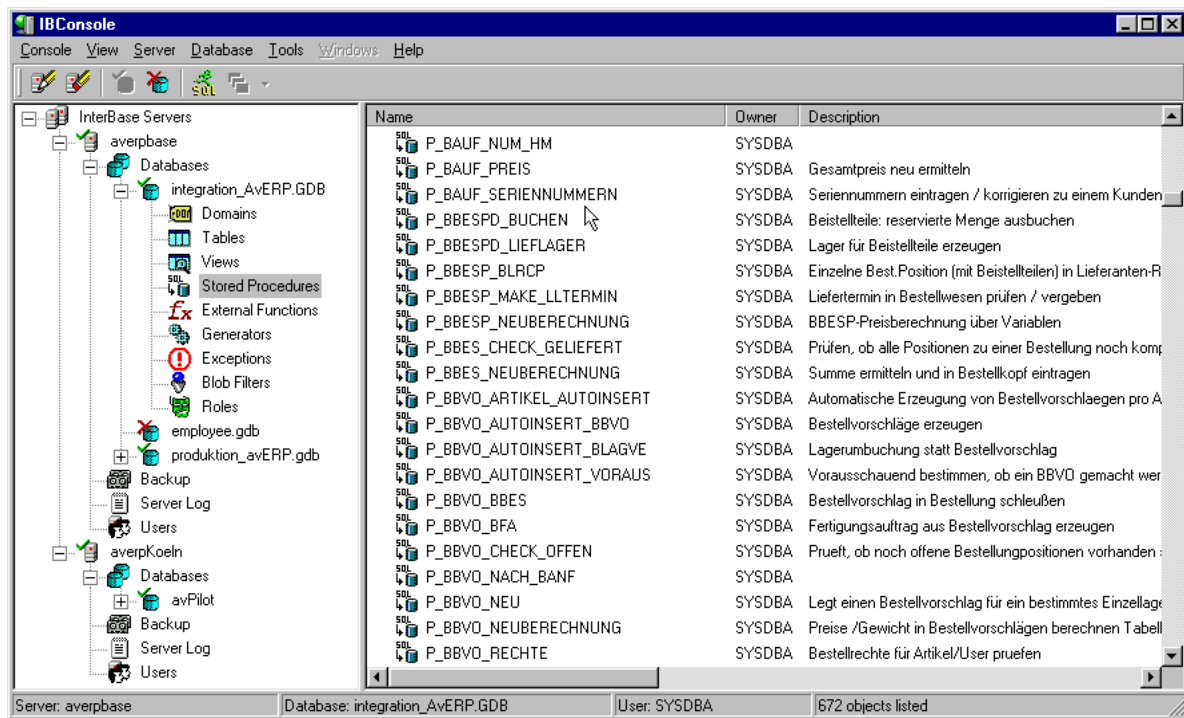 IBConsole
Console View Server Database Tools Windows Help
SQL
InterBase Servers
averpbase
Databases
integration_AvERP.GDB
Domains
Tables
Views
Stored Procedures
External Functions
Generators
Exceptions
Blob Filters
Roles
employee.gdb
produktion_avERP.gdb
Backup
Server Log
Users
averpKoeln
Databases
avPilot
Backup
Server Log
Users
Name Owner Description
P_BAUF_NUM_HM SYSDBA
P_BAUF_PREIS SYSDBA Gesamtpreis neu ermitteln
P_BAUF_SERIENNUMMERN SYSDBA Seriennummern eintragen / korrigieren zu einem Kunden
P_BBESPD_BUCHEN SYSDBA Beistellteile: reservierte Menge ausbuchen
P_BBESPD_LIEFLAGER SYSDBA Lager für Beistellteile erzeugen
P_BBESP_BLRCP SYSDBA Einzelne Best.Position (mit Beistellteilen) in Lieferanten-R
P_BBESP_MAKE_LLTERMIN SYSDBA Liefertermin in Bestellwesen prüfen / vergeben
P_BBESP_NEUBERECHNUNG SYSDBA BBESP-Preisberechnung über Variablen
P_BBES_CHECK_GELIEFERT SYSDBA Prüfen, ob alle Positionen zu einer Bestellung noch komp
P_BBES_NEUBERECHNUNG SYSDBA Summe ermitteln und in Bestellkopf eintragen
P_BBVO_ARTIKEL_AUTOINSERT SYSDBA Automatische Erzeugung von Bestellvorschlaegen pro A
P_BBVO_AUTOINSERT_BBVO SYSDBA Bestellvorschläge erzeugen
P_BBVO_AUTOINSERT_BLAGVE SYSDBA Lagerumbuchung statt Bestellvorschlag
P_BBVO_AUTOINSERT_VORAUS SYSDBA Vorausschauend bestimmen, ob ein BBVO gemacht wer
P_BBVO_BBES SYSDBA Bestellvorschlag in Bestellung schleußen
P_BBVO_BFA SYSDBA Fertigungsauftrag aus Bestellvorschlag erzeugen
P_BBVO_CHECK_OFFEN SYSDBA Prueft, ob noch offene Bestellungpositionen vorhanden
P_BBVO_NACH_BANF SYSDBA
P_BBVO_NEU SYSDBA Legt einen Bestellvorschlag für ein bestimmtes Einzellage
P_BBVO_NEUBERECHNUNG SYSDBA Preise /Gewicht in Bestellvorschlägen berechnen Tabell
P_BBVO_RECHTE SYSDBA Bestellrechte für Artikel/User pruefen
Server: averpbase Database: integration_AvERP.GDB User: SYSDBA 672 objects listed